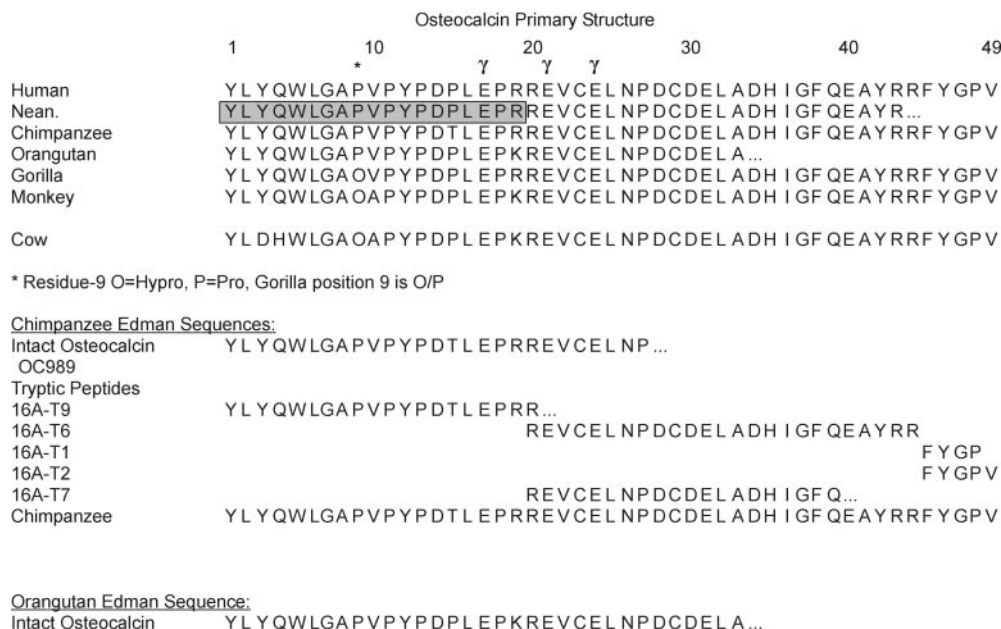 Osteocalcin Primary Structure
1 10 20 30 40 49
* γ γ γ
Human YLYQWLGAPVPYPDPLEPRREVCELNPDCDELADHIGFQEAYRRFYGPV
Nean. YLYQWLGAPVPYPDPLEPRREVCELNPDCDELADHIGFQEAYR...
Chimpanzee YLYQWLGAPVPYPDTLEPRREVCELNPDCDELADHIGFQEAYRRFYGPV
Orangutan YLYQWLGAPVPYPDPLEPKREVCELNPDCDELA...
Gorilla YLYQWLGAOVPYPDPLEPRREVCELNPDCDELADHIGFQEAYRRFYGPV
Monkey YLYQWLGAOAPYPDPLEPKREVCELNPDCDELADHIGFQEAYRRFYGPV
Cow YLDHWLGAOAPYPDPLEPKREVCELNPDCDELADHIGFQEAYRRFYGPV
* Residue-9 O=Hypro, P=Pro, Gorilla position 9 is O/P
Chimpanzee Edman Sequences:
Intact Osteocalcin YLYQWLGAPVPYPDTLEPRREVCELNP...
OC989
Tryptic Peptides
16A-T9 YLYQWLGAPVPYPDTLEPRR...
16A-T6 REVCELNPDCDELADHIGFQEAYRR
16A-T1 FYGP
16A-T2 FYGPV
16A-T7 REVCELNPDCDELADHIGFQ...
Chimpanzee YLYQWLGAPVPYPDTLEPRREVCELNPDCDELADHIGFQEAYRRFYGPV
Orangutan Edman Sequence:
Intact Osteocalcin YLYQWLGAPVPYPDPLEPKREVCELNPDCDELA...